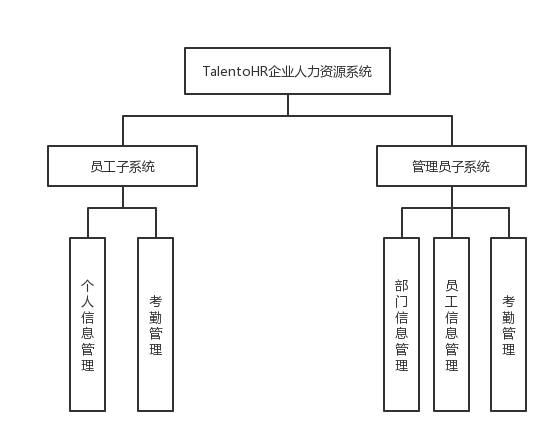 TalentoHR企业人力资源系统
员工子系统
管理员子系统
个人信息管理
考勤管理
部门信息管理
员工信息管理
考勤管理